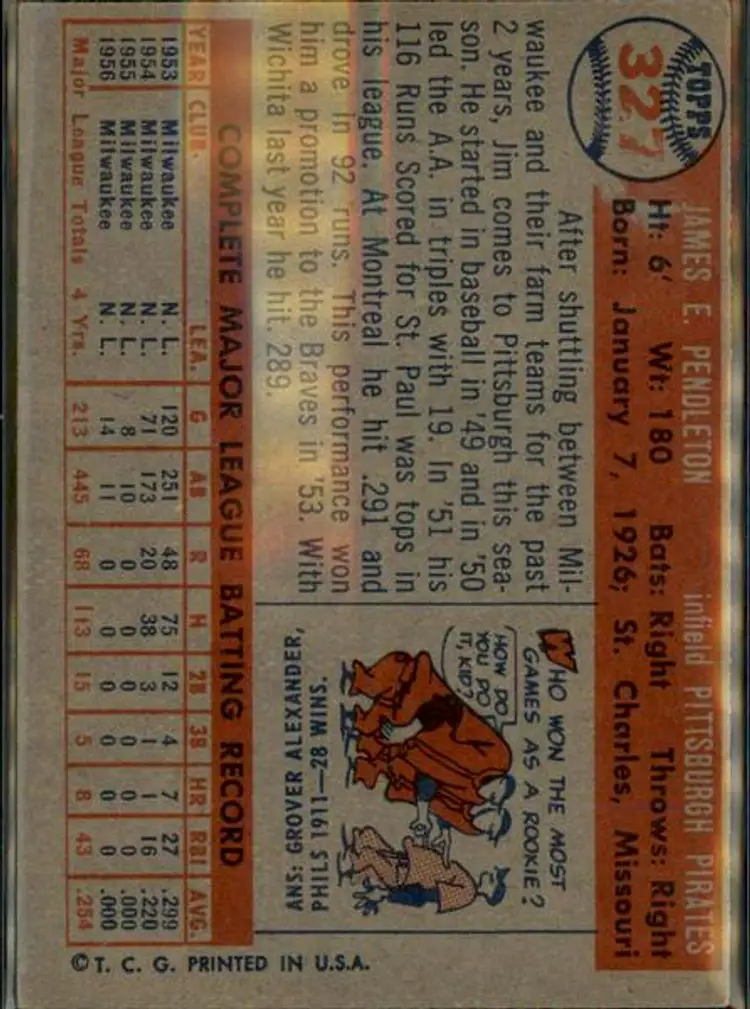 TOPPS
327
JAMES E. PENDLETON infield PITTSBURGH PIRATES
Ht: 6' Wt: 180 Bats: Right Throws: Right
Born: January 7, 1926; St. Charles, Missouri
After shuttling between Mil-
waukee and their farm teams for the past
2 years, Jim comes to Pittsburgh this sea-
son. He started in baseball in '49 and in '50
led the A.A. in triples with 19. In '51 his
116 Runs Scored for St. Paul was tops in
his league. At Montreal he hit .291 and
drove in 92 runs. This performance won
him a promotion to the Braves in '53. With
Wichita last year he hit .289.
WHO WON THE MOST
GAMES AS A ROOKIE?
HOW DO
YOU DO
IT, KID?
ANS: GROVER ALEXANDER,
PHILS 1911—28 WINS.
COMPLETE MAJOR LEAGUE BATTING RECORD
YEAR CLUB LEA. G AB R H 2B 3B HR RBI AVG.
1953 Milwaukee N. L. 120 251 48 75 12 4 7 27 .299
1954 Milwaukee N. L. 71 173 20 38 3 1 1 16 .220
1955 Milwaukee N. L. 8 10 0 0 0 0 0 0 .000
1956 Milwaukee N. L. 14 11 0 0 0 0 0 0 .000
Major League Totals 4 Yrs. 213 445 68 113 15 5 8 43 .254
© T. C. G. PRINTED IN U.S.A.